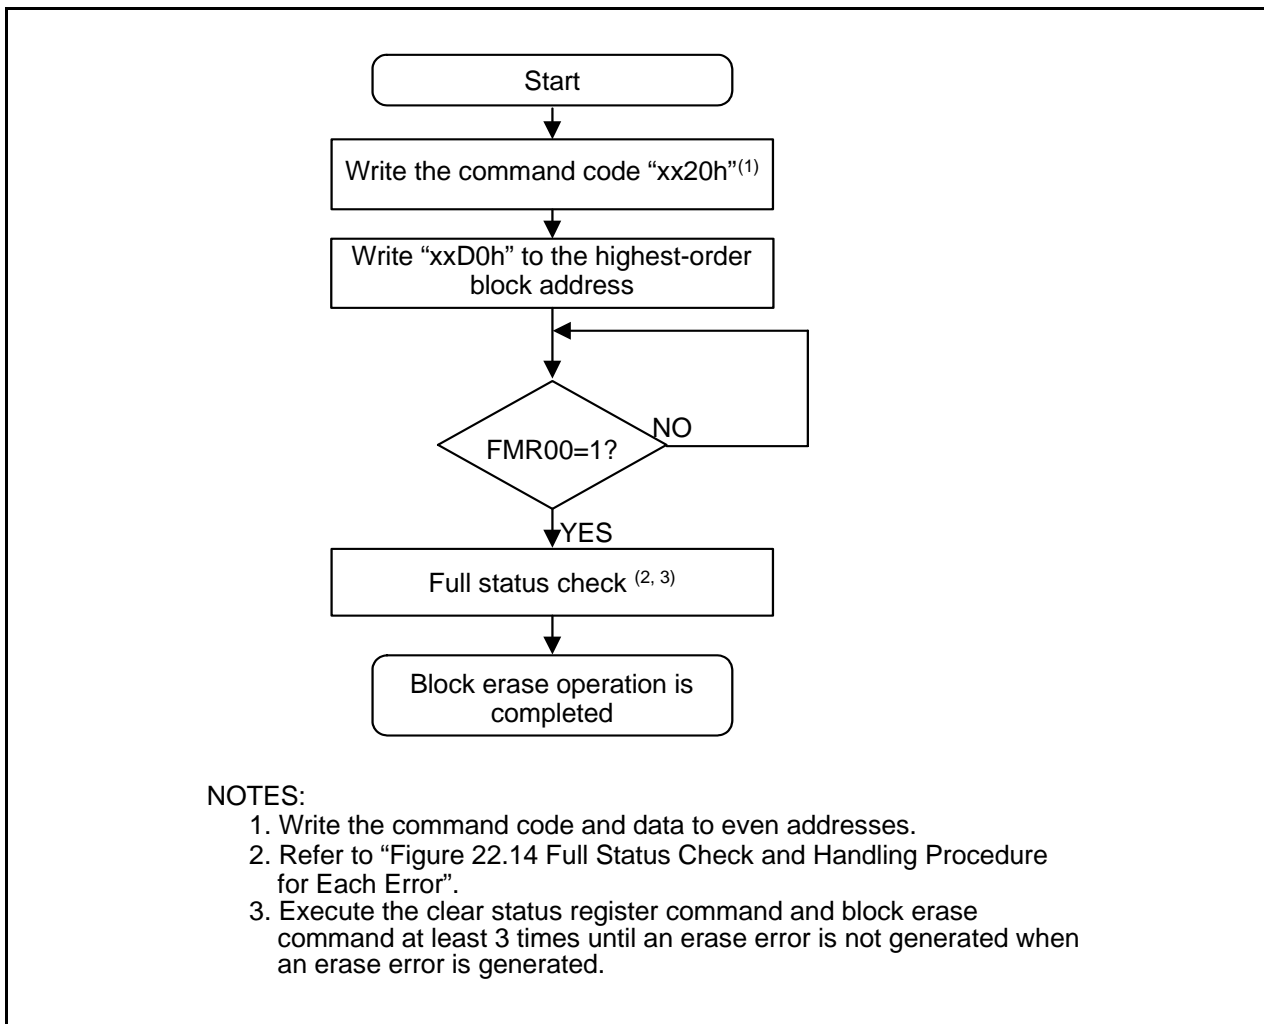 Start
Write the command code “xx20h”(1)
Write “xxD0h” to the highest-order
block address
FMR00=1?
NO
YES
Full status check (2, 3)
Block erase operation is
completed
NOTES:
1. Write the command code and data to even addresses.
2. Refer to “Figure 22.14 Full Status Check and Handling Procedure
for Each Error”.
3. Execute the clear status register command and block erase
command at least 3 times until an erase error is not generated when
an erase error is generated.